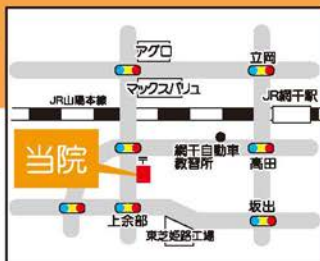 アグロ
立岡
マックスバリュ
JR山陽本線
JR網干駅
当院
〒
網干自動車
教習所
高田
上余部
坂出
東芝姫路工場